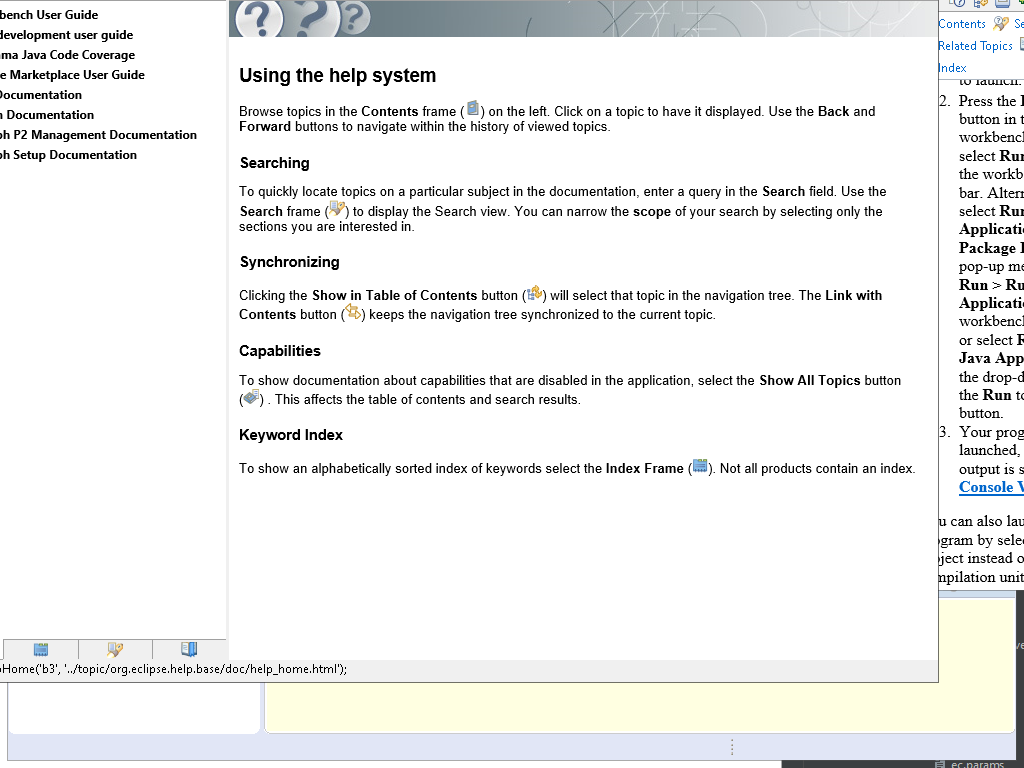 bench User Guide
development user guide
ma Java Code Coverage
e Marketplace User Guide
Documentation
n Documentation
ph P2 Management Documentation
ph Setup Documentation
Using the help system
Browse topics in the Contents frame ( ) on the left. Click on a topic to have it displayed. Use the Back and
Forward buttons to navigate within the history of viewed topics.
Searching
To quickly locate topics on a particular subject in the documentation, enter a query in the Search field. Use the
Search frame ( ) to display the Search view. You can narrow the scope of your search by selecting only the
sections you are interested in.
Synchronizing
Clicking the Show in Table of Contents button ( ) will select that topic in the navigation tree. The Link with
Contents button ( ) keeps the navigation tree synchronized to the current topic.
Capabilities
To show documentation about capabilities that are disabled in the application, select the Show All Topics button
( ) . This affects the table of contents and search results.
Keyword Index
To show an alphabetically sorted index of keywords select the Index Frame ( ). Not all products contain an index.
Home('b3', '../topic/org.eclipse.help.base/doc/help_home.html');
Contents Se
Related Topics
Index
to launch.
2. Press the
button in t
workbench
select Run
the workb
bar. Altern
select Run
Applicatio
Package
pop-up me
Run > Ru
Applicatio
workbench
or select
Java App
the drop-d
the Run to
button.
3. Your prog
launched,
output is s
Console V
u can also lau
gram by selec
ject instead o
mpilation unit
ve
ec.params